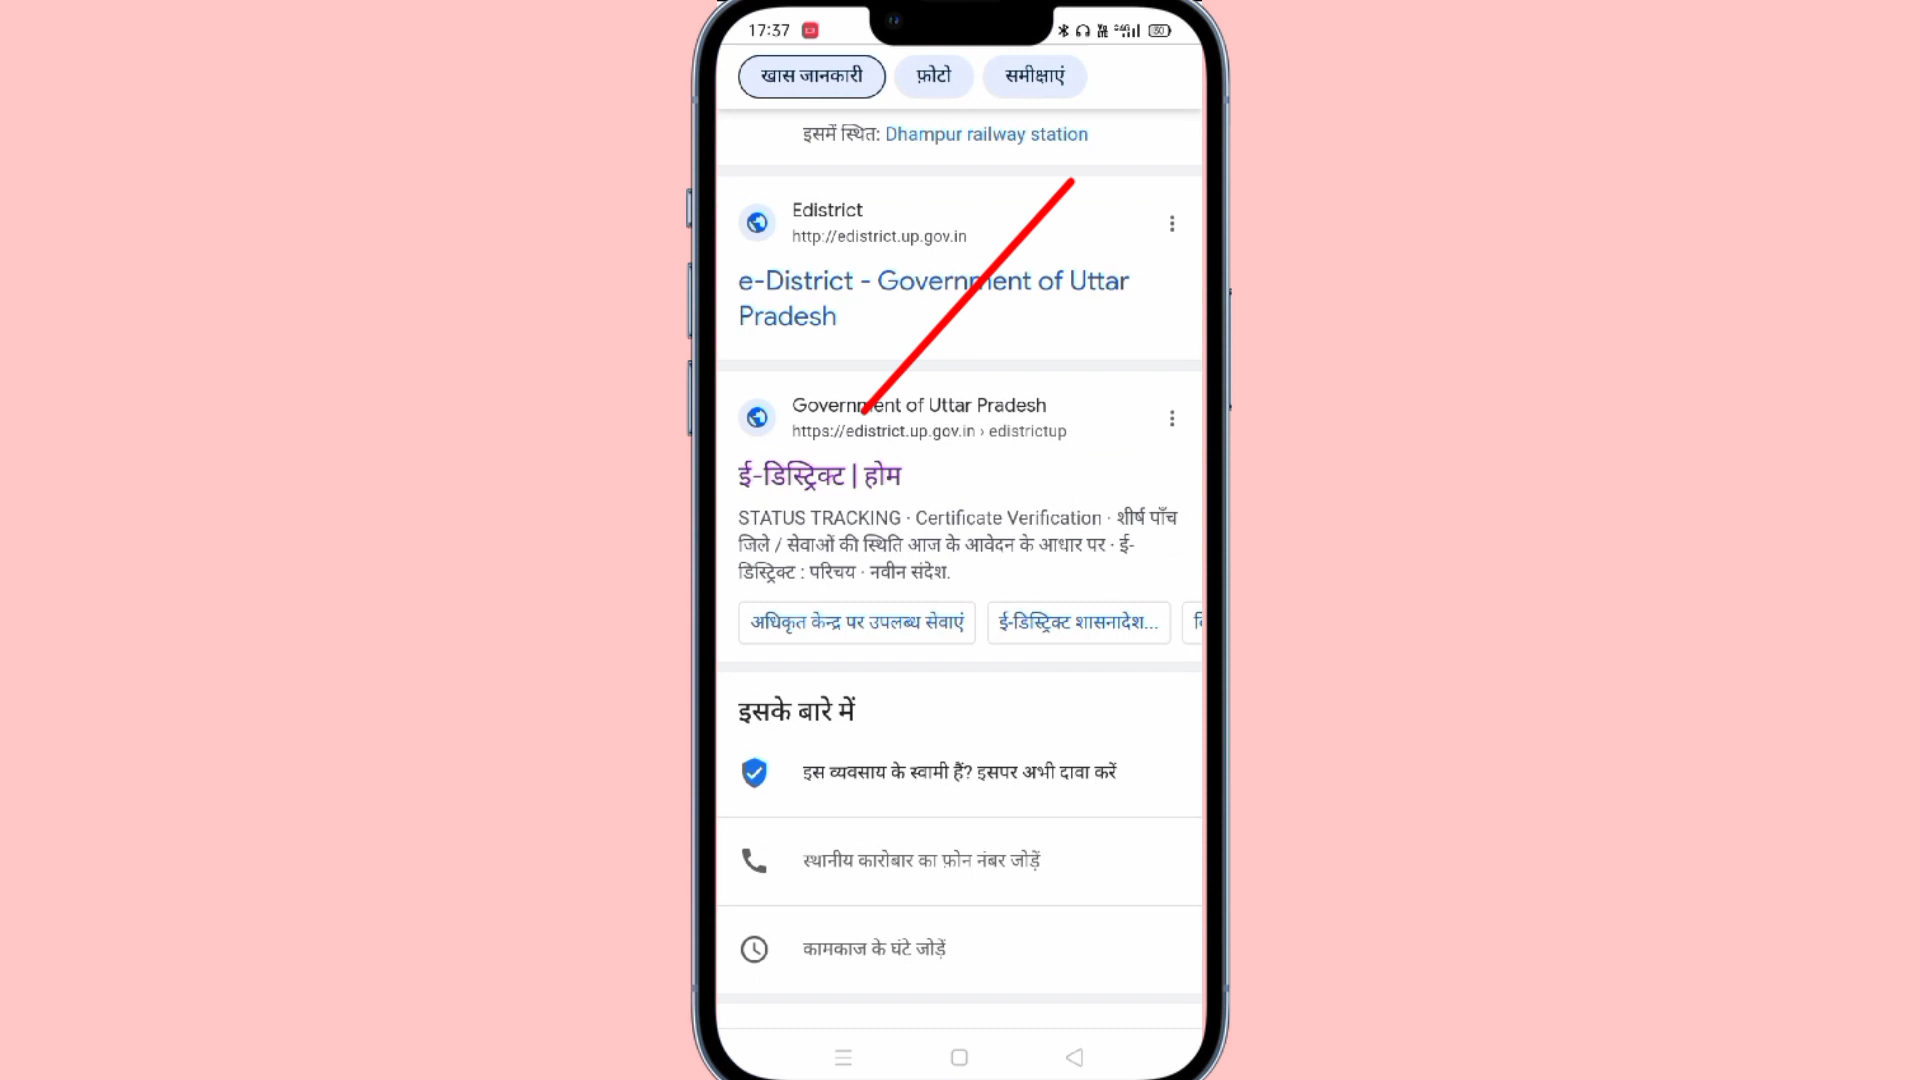 17:37
खास जानकारी
फ़ोटो
समीक्षाएं
इसमें स्थित: Dhampur railway station
Edistrict
http://edistrict.up.gov.in
e-District - Government of Uttar
Pradesh
Government of Uttar Pradesh
https://edistrict.up.gov.in › edistrictup
ई-डिस्ट्रिक्ट | होम
STATUS TRACKING · Certificate Verification · शीर्ष पाँच
जिले / सेवाओं की स्थिति आज के आवेदन के आधार पर · ई-
डिस्ट्रिक्ट : परिचय · नवीन संदेश.
अधिकृत केन्द्र पर उपलब्ध सेवाएं
ई-डिस्ट्रिक्ट शासनादेश...
इसके बारे में
इस व्यवसाय के स्वामी हैं? इसपर अभी दावा करें
स्थानीय कारोबार का फ़ोन नंबर जोड़ें
कामकाज के घंटे जोड़ें